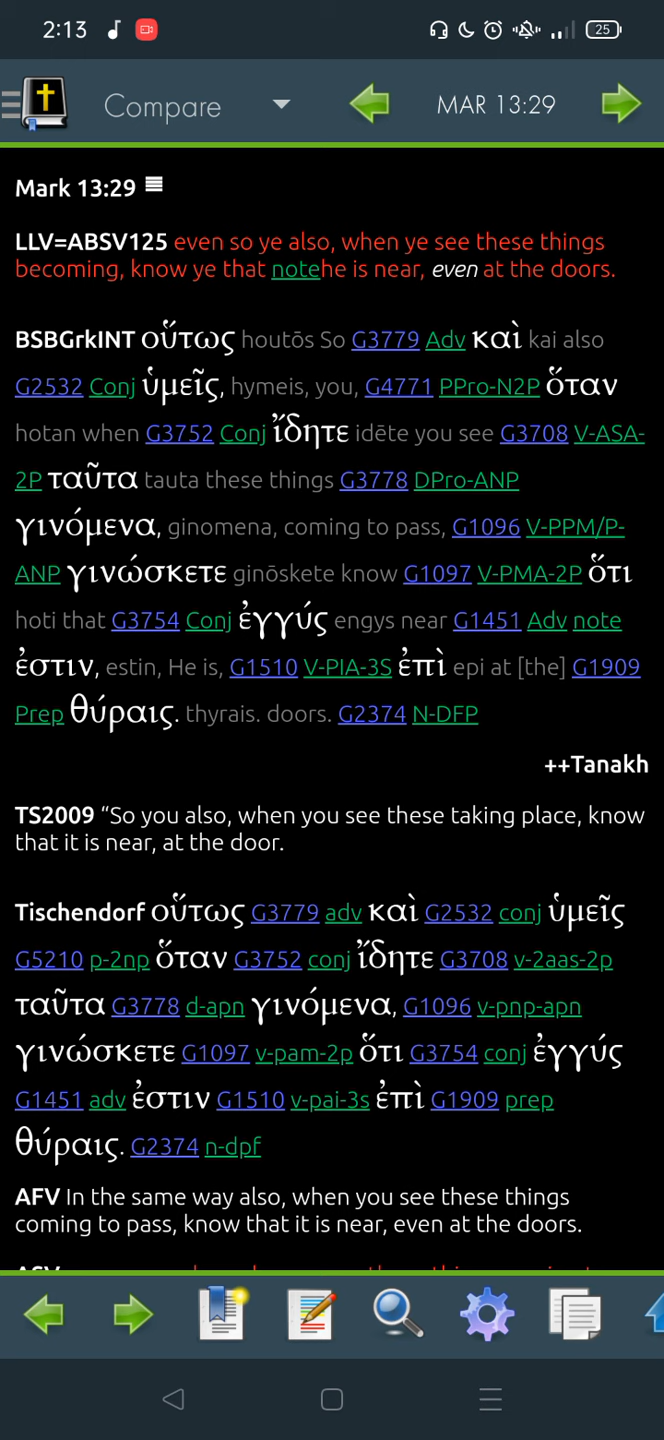 2:13
25
Compare
MAR 13:29
Mark 13:29
LLV=ABSV125 even so ye also, when ye see these things
becoming, know ye that notehe is near, even at the doors.
BSBGrkINT οὕτως houtōs So G3779 Adv καὶ kai also
G2532 Conj ὑμεῖς, hymeis, you, G4771 PPro-N2P ὅταν
hotan when G3752 Conj ἴδητε idēte you see G3708 V-ASA-
2P ταῦτα tauta these things G3778 DPro-ANP
γινόμενα, ginomena, coming to pass, G1096 V-PPM/P-
ANP γινώσκετε ginōskete know G1097 V-PMA-2P ὅτι
hoti that G3754 Conj ἐγγύς engys near G1451 Adv note
ἐστιν, estin, He is, G1510 V-PIA-3S ἐπὶ epi at [the] G1909
Prep θύραις. thyrais. doors. G2374 N-DFP
++Tanakh
TS2009 “So you also, when you see these taking place, know
that it is near, at the door.
Tischendorf οὕτως G3779 adv καὶ G2532 conj ὑμεῖς
G5210 p-2np ὅταν G3752 conj ἴδητε G3708 v-2aas-2p
ταῦτα G3778 d-apn γινόμενα, G1096 v-pnp-apn
γινώσκετε G1097 v-pam-2p ὅτι G3754 conj ἐγγύς
G1451 adv ἐστιν G1510 v-pai-3s ἐπὶ G1909 prep
θύραις. G2374 n-dpf
AFV In the same way also, when you see these things
coming to pass, know that it is near, even at the doors.